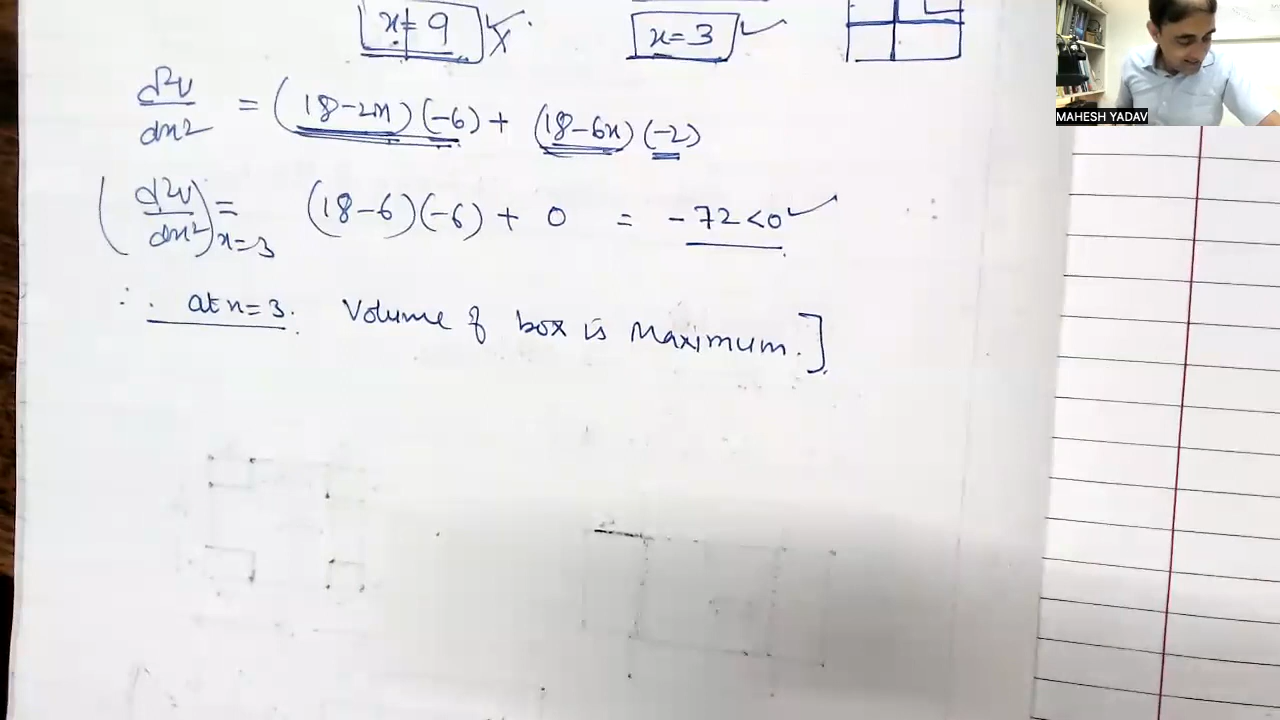 x = 9 x
x = 3 ✓
MAHESH YADAV
d²v/dx² = (18-2x)(-6) + (18-6x)(-2)
(d²v/dx²)x=3 = (18-6)(-6) + 0 = -72 < 0 ✓
∴ at x = 3. Volume of box is Maximum.]